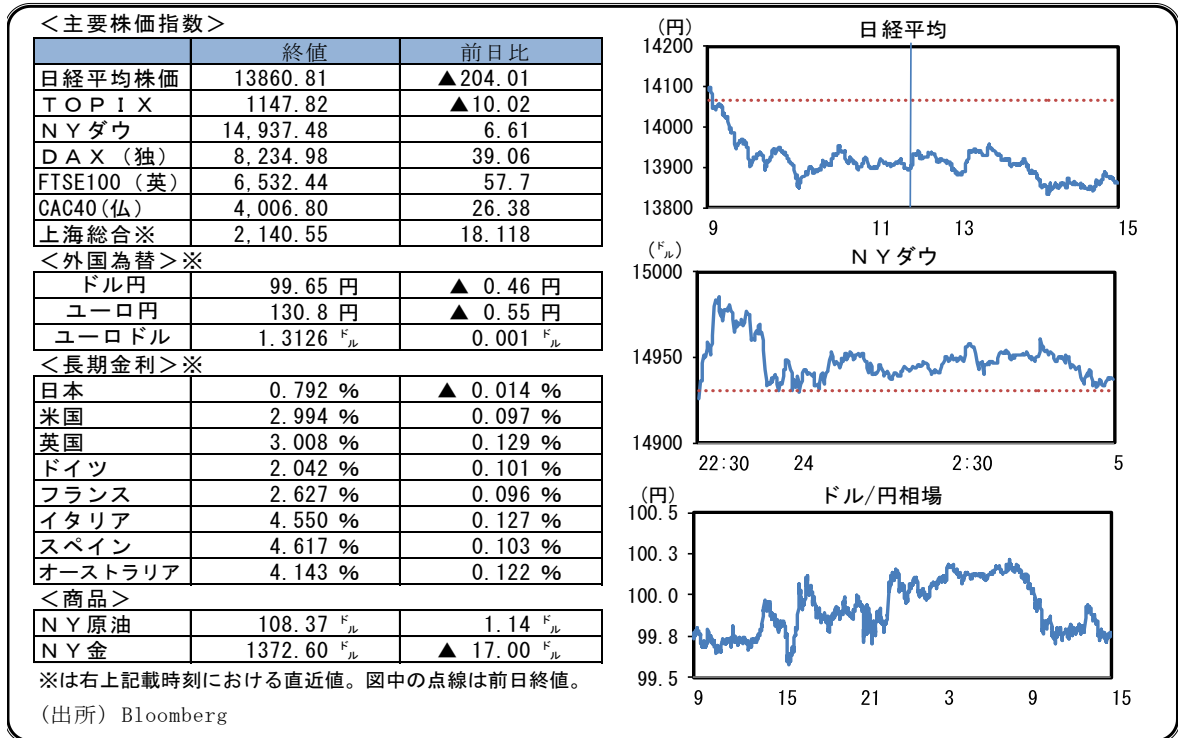 ＜主要株価指数＞
終値 前日比
日経平均株価 13860.81 ▲204.01
ＴＯＰＩＸ 1147.82 ▲10.02
ＮＹダウ 14,937.48 6.61
ＤＡＸ（独） 8,234.98 39.06
FTSE100（英） 6,532.44 57.7
CAC40(仏) 4,006.80 26.38
上海総合※ 2,140.55 18.118
＜外国為替＞※
ドル円 99.65 円 ▲ 0.46 円
ユーロ円 130.8 円 ▲ 0.55 円
ユーロドル 1.3126 ドル 0.001 ドル
＜長期金利＞※
日本 0.792 % ▲ 0.014 %
米国 2.994 % 0.097 %
英国 3.008 % 0.129 %
ドイツ 2.042 % 0.101 %
フランス 2.627 % 0.096 %
イタリア 4.550 % 0.127 %
スペイン 4.617 % 0.103 %
オーストラリア 4.143 % 0.122 %
＜商品＞
ＮＹ原油 108.37 ドル 1.14 ドル
ＮＹ金 1372.60 ドル ▲ 17.00 ドル
※は右上記載時刻における直近値。図中の点線は前日終値。
(出所) Bloomberg
(円) 日経平均
14200
14100
14000
13900
13800
9 11 13 15
(ドル) ＮＹダウ
15000
14950
14900
22:30 24 2:30 5
(円) ドル/円相場
100.5
100.3
100.0
99.8
99.5
9 15 21 3 9 15